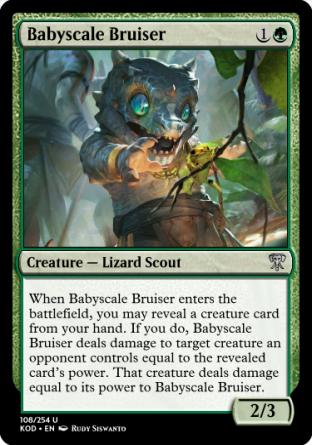 Babyscale Bruiser 1
Creature — Lizard Scout
When Babyscale Bruiser enters the
battlefield, you may reveal a creature card
from your hand. If you do, Babyscale
Bruiser deals damage to target creature an
opponent controls equal to the revealed
card's power. That creature deals damage
equal to its power to Babyscale Bruiser.
2/3
108/254 U
KOD • EN Rudy Siswanto